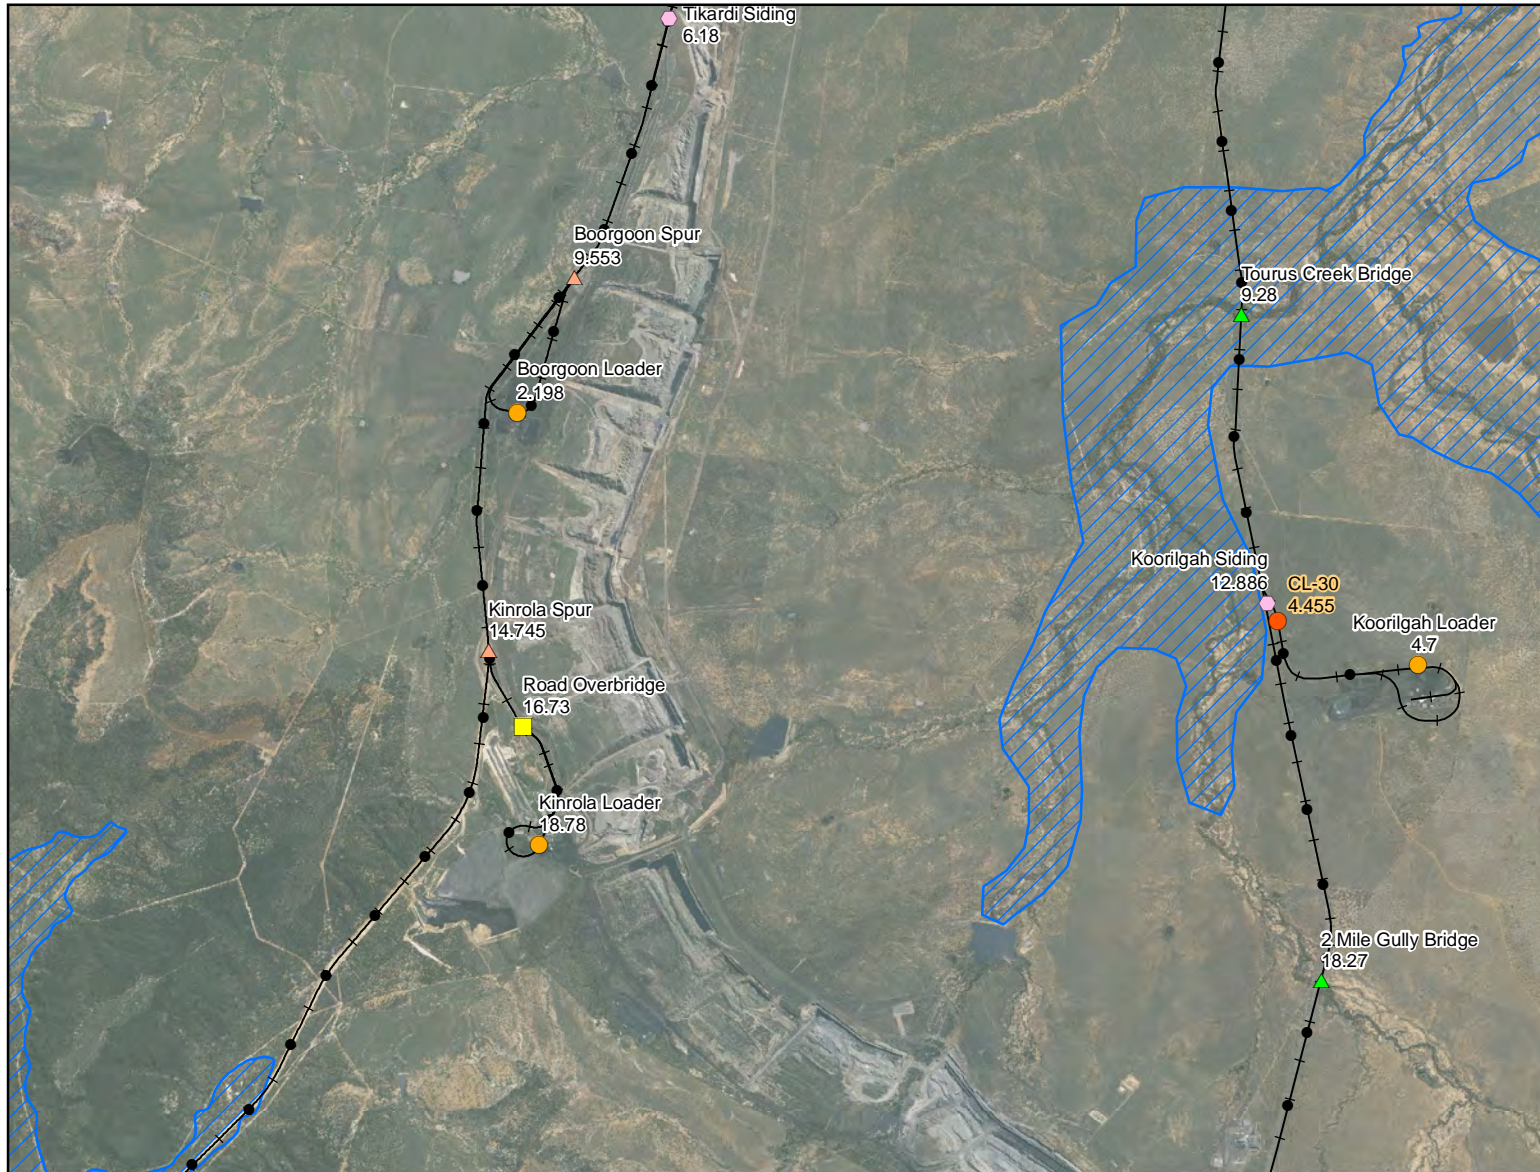 Tikardi Siding
6.18
Boorgoon Spur
9.553
Tourus Creek Bridge
9.28
Boorgoon Loader
2.198
Koorilgah Siding
12.886
CL-30
4.455
Kinrola Spur
14.745
Koorilgah Loader
4.7
Road Overbridge
16.73
Kinrola Loader
18.78
2 Mile Gully Bridge
18.27